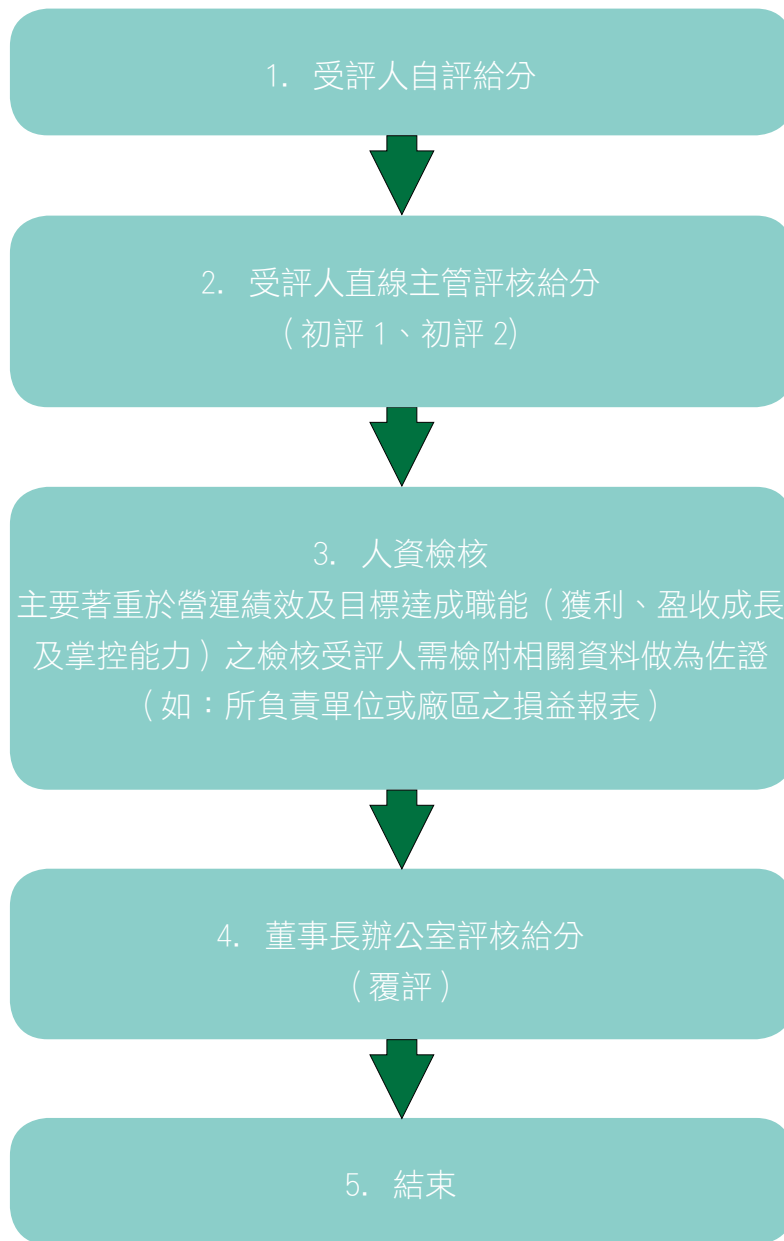 1. 受評人自評給分
2. 受評人直線主管評核給分
（初評 1、初評 2)
3. 人資檢核
主要著重於營運績效及目標達成職能（獲利、盈收成長
及掌控能力）之檢核受評人需檢附相關資料做為佐證
（如：所負責單位或廠區之損益報表）
4. 董事長辦公室評核給分
（覆評）
5. 結束